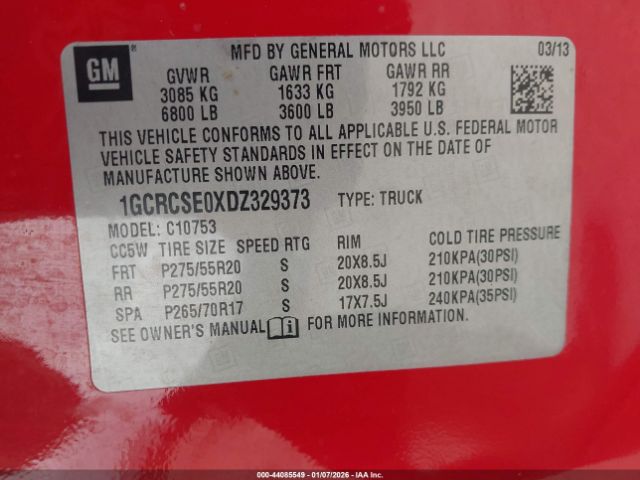 GM
MFD BY GENERAL MOTORS LLC 03/13
GVWR GAWR FRT GAWR RR
3085 KG 1633 KG 1792 KG
6800 LB 3600 LB 3950 LB
THIS VEHICLE CONFORMS TO ALL APPLICABLE U.S. FEDERAL MOTOR
VEHICLE SAFETY STANDARDS IN EFFECT ON THE DATE OF
MANUFACTURE SHOWN ABOVE.
1GCRCSE0XDZ329373 TYPE: TRUCK
MODEL: C10753
CC5W TIRE SIZE SPEED RTG RIM COLD TIRE PRESSURE
FRT P275/55R20 S 20X8.5J 210KPA(30PSI)
RR P275/55R20 S 20X8.5J 210KPA(30PSI)
SPA P265/70R17 S 17X7.5J 240KPA(35PSI)
SEE OWNER'S MANUAL FOR MORE INFORMATION.
000-44085549 | 01/07/2026 | IAA Inc.